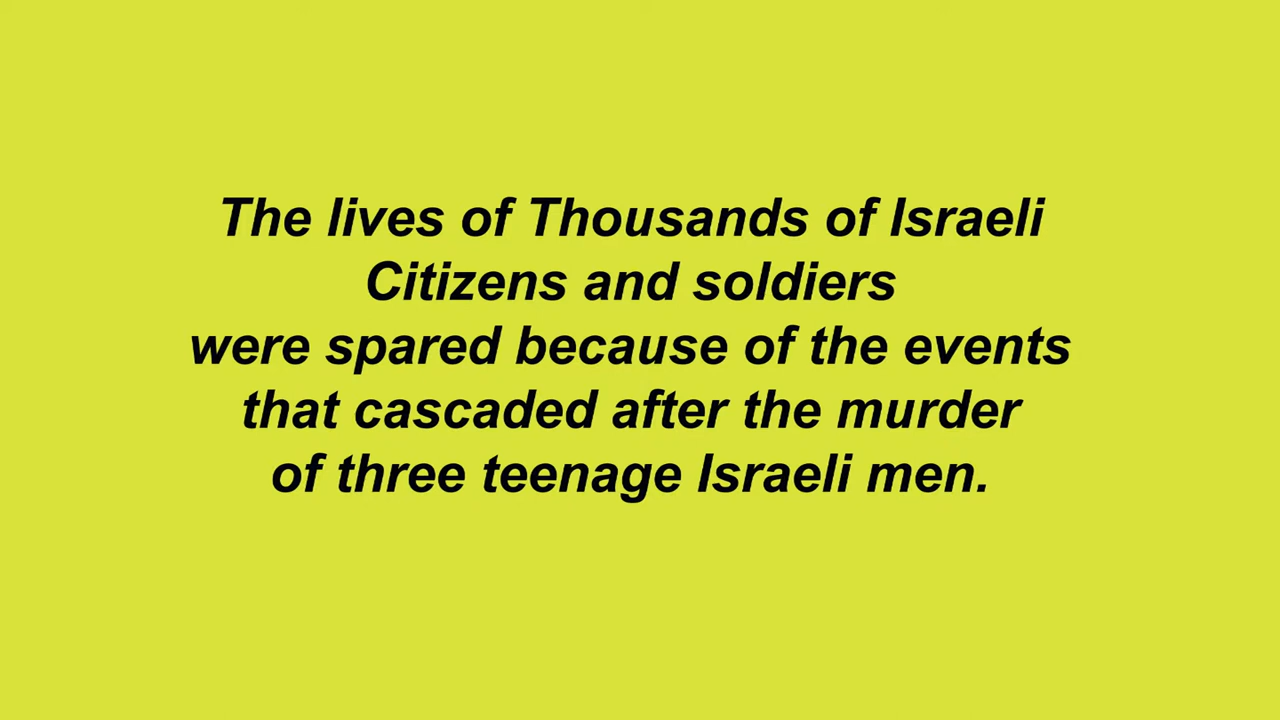 The lives of Thousands of Israeli
Citizens and soldiers
were spared because of the events
that cascaded after the murder
of three teenage Israeli men.